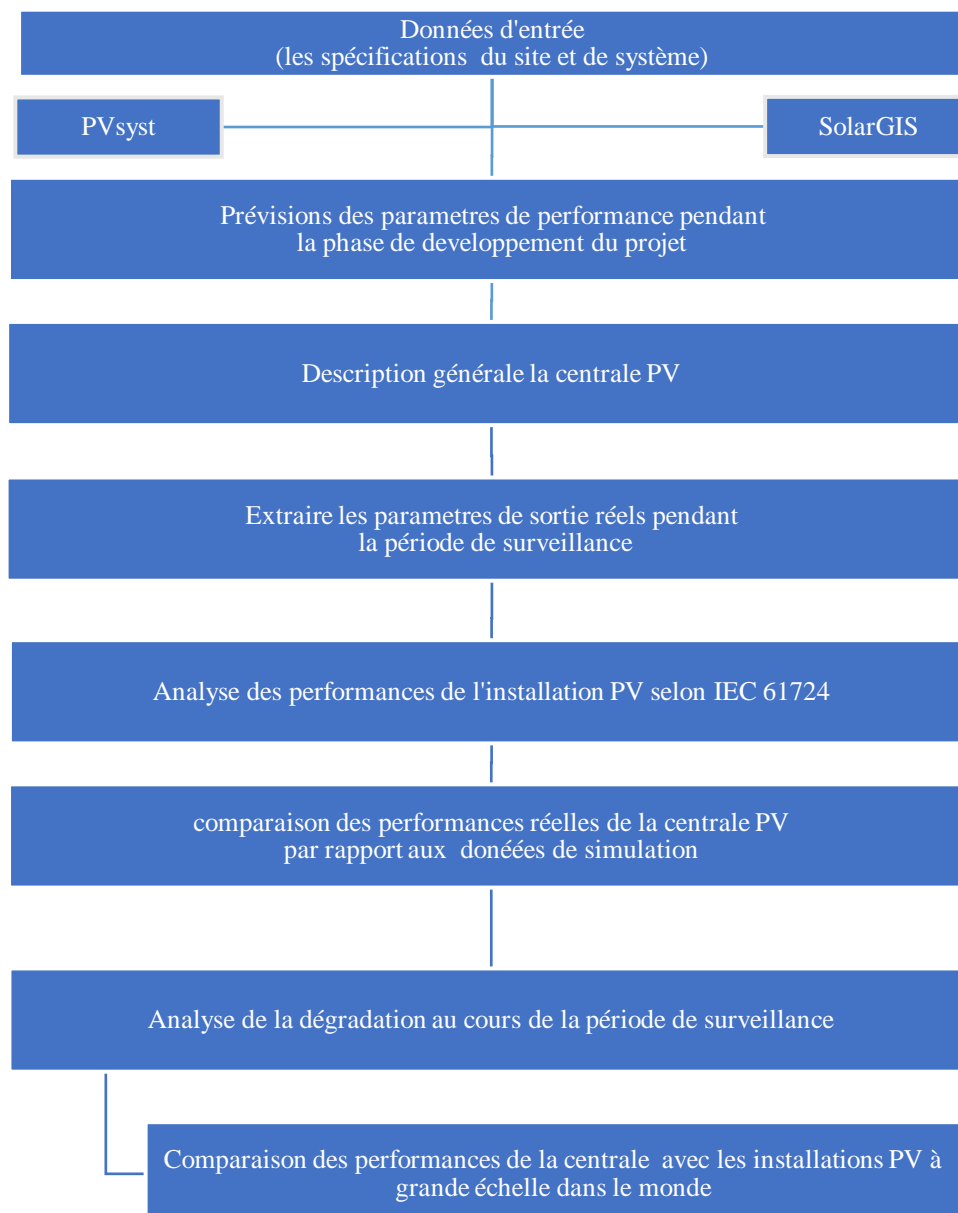 Données d'entrée
(les spécifications du site et de système)
PVsyst
SolarGIS
Prévisions des parametres de performance pendant
la phase de developpement du projet
Description générale la centrale PV
Extraire les parametres de sortie réels pendant
la période de surveillance
Analyse des performances de l'installation PV selon IEC 61724
comparaison des performances réelles de la centrale PV
par rapport aux donéées de simulation
Analyse de la dégradation au cours de la période de surveillance
Comparaison des performances de la centrale avec les installations PV à
grande échelle dans le monde